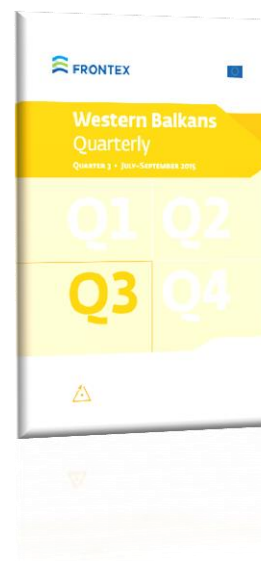 FRONTEX
Western Balkans
Quarterly
Quarter 3 • July–September 2015
Q1 Q2
Q3 Q4